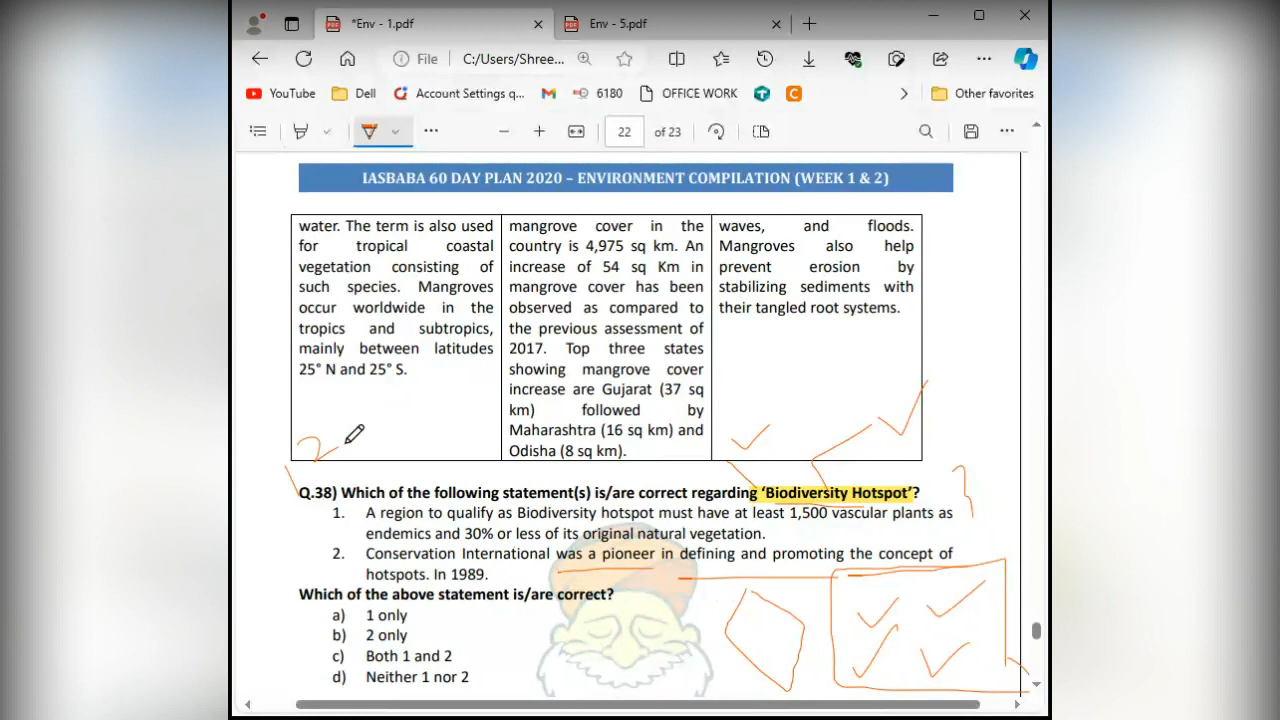 *Env - 1.pdf
Env - 5.pdf
File C:/Users/Shree...
YouTube Dell Account Settings q... 6180 OFFICE WORK Other favorites
22 of 23
IASBABA 60 DAY PLAN 2020 – ENVIRONMENT COMPILATION (WEEK 1 & 2)
water. The term is also used
for tropical coastal
vegetation consisting of
such species. Mangroves
occur worldwide in the
tropics and subtropics,
mainly between latitudes
25° N and 25° S.
mangrove cover in the
country is 4,975 sq km. An
increase of 54 sq Km in
mangrove cover has been
observed as compared to
the previous assessment of
2017. Top three states
showing mangrove cover
increase are Gujarat (37 sq
km) followed by
Maharashtra (16 sq km) and
Odisha (8 sq km).
waves, and floods.
Mangroves also help
prevent erosion by
stabilizing sediments with
their tangled root systems.
2
Q.38) Which of the following statement(s) is/are correct regarding ‘Biodiversity Hotspot’?
1. A region to qualify as Biodiversity hotspot must have at least 1,500 vascular plants as
endemics and 30% or less of its original natural vegetation.
2. Conservation International was a pioneer in defining and promoting the concept of
hotspots. In 1989.
Which of the above statement is/are correct?
a) 1 only
b) 2 only
c) Both 1 and 2
d) Neither 1 nor 2